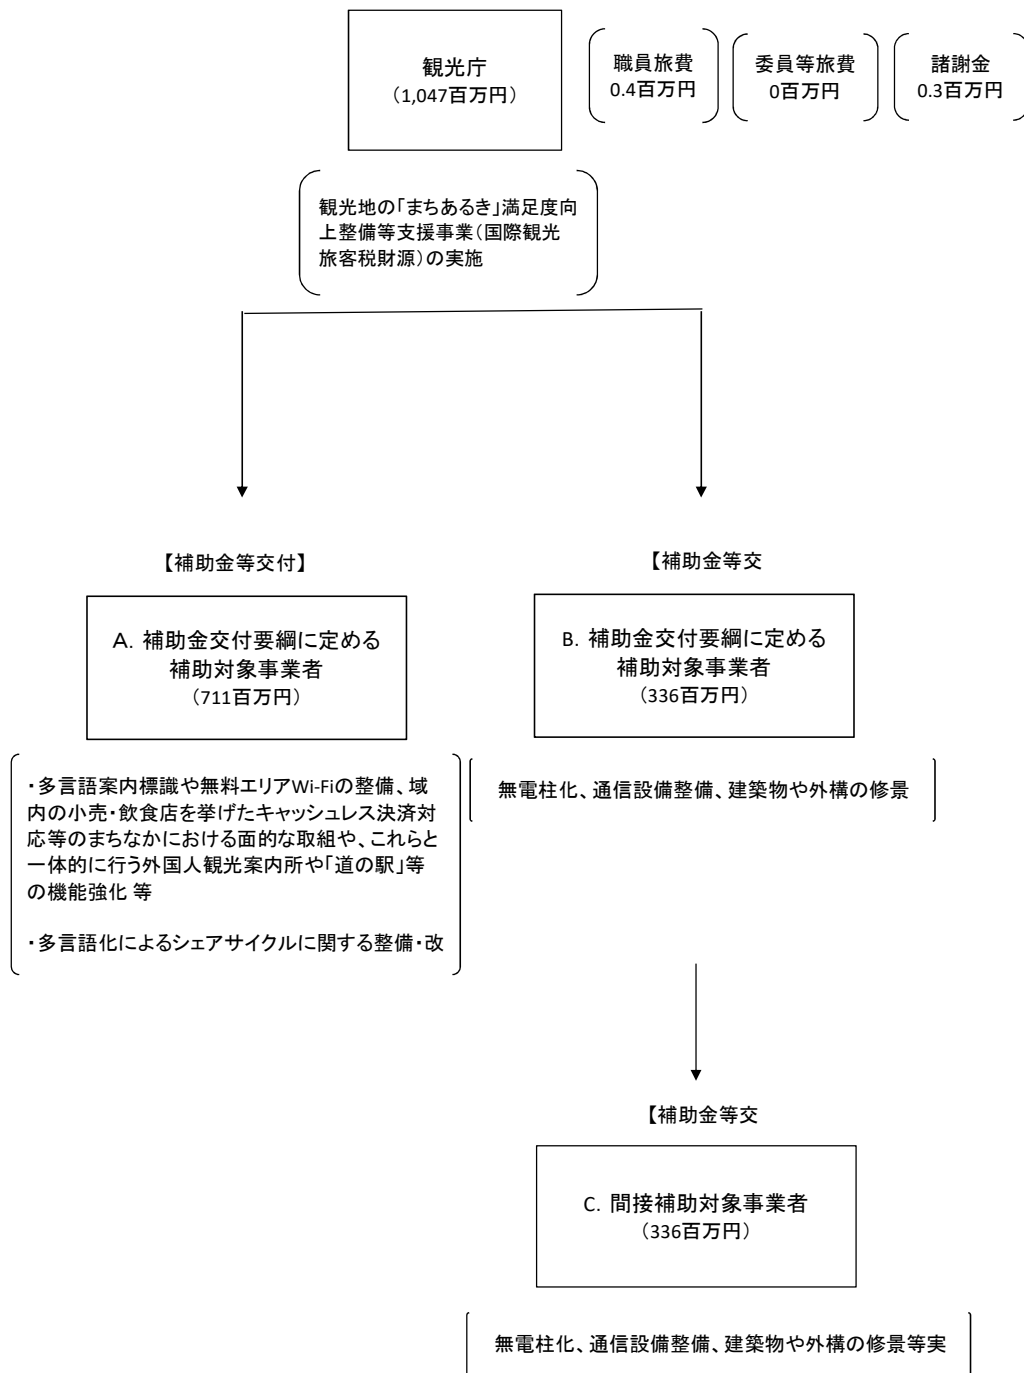 観光庁
（1,047百万円）
職員旅費
0.4百万円
委員等旅費
0百万円
諸謝金
0.3百万円
観光地の「まちあるき」満足度向
上整備等支援事業（国際観光
旅客税財源）の実施
【補助金等交付】
A. 補助金交付要綱に定める
補助対象事業者
（711百万円）
・多言語案内標識や無料エリアWi-Fiの整備、域
内の小売・飲食店を挙げたキャッシュレス決済対
応等のまちなかにおける面的な取組や、これらと
一体的に行う外国人観光案内所や「道の駅」等
の機能強化 等
・多言語化によるシェアサイクルに関する整備・改
【補助金等交
B. 補助金交付要綱に定める
補助対象事業者
（336百万円）
無電柱化、通信設備整備、建築物や外構の修景
【補助金等交
C. 間接補助対象事業者
（336百万円）
無電柱化、通信設備整備、建築物や外構の修景等実